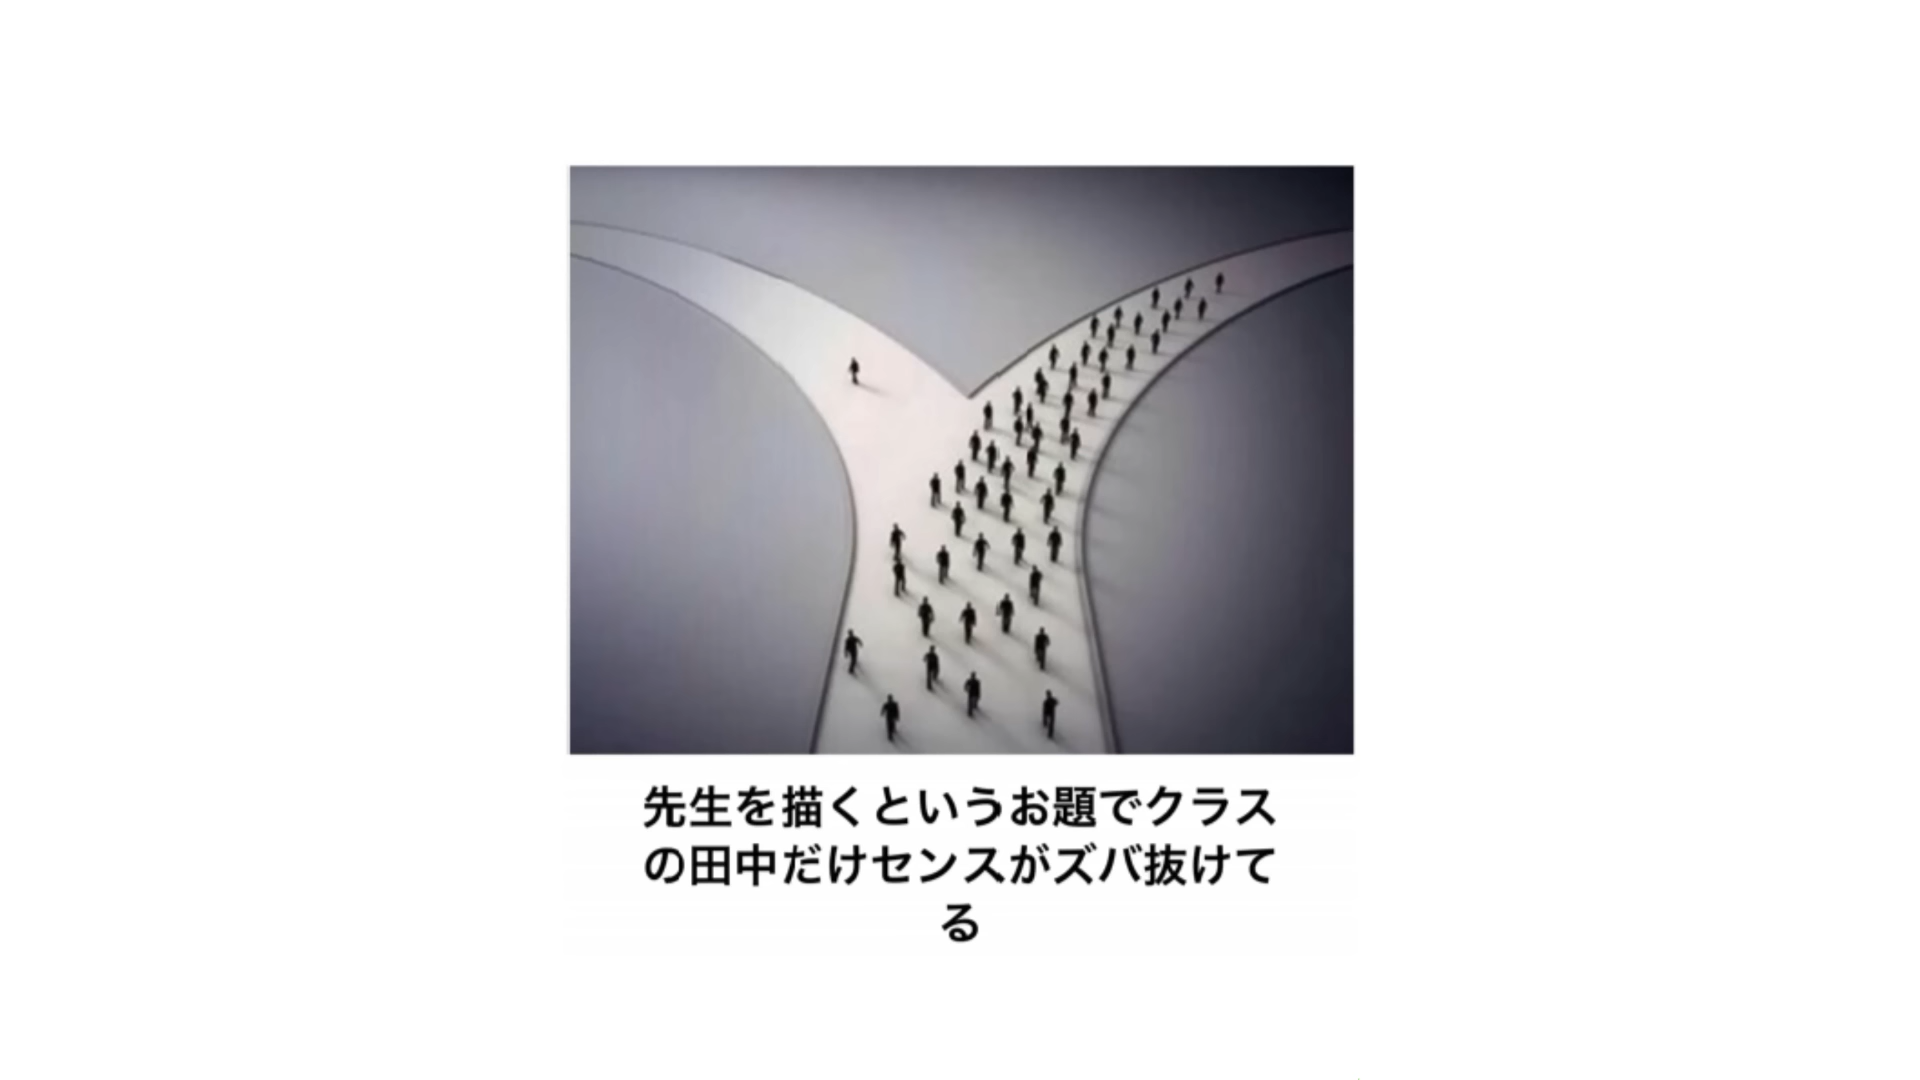 先生を描くというお題でクラス
の田中だけセンスがズバ抜けて
る